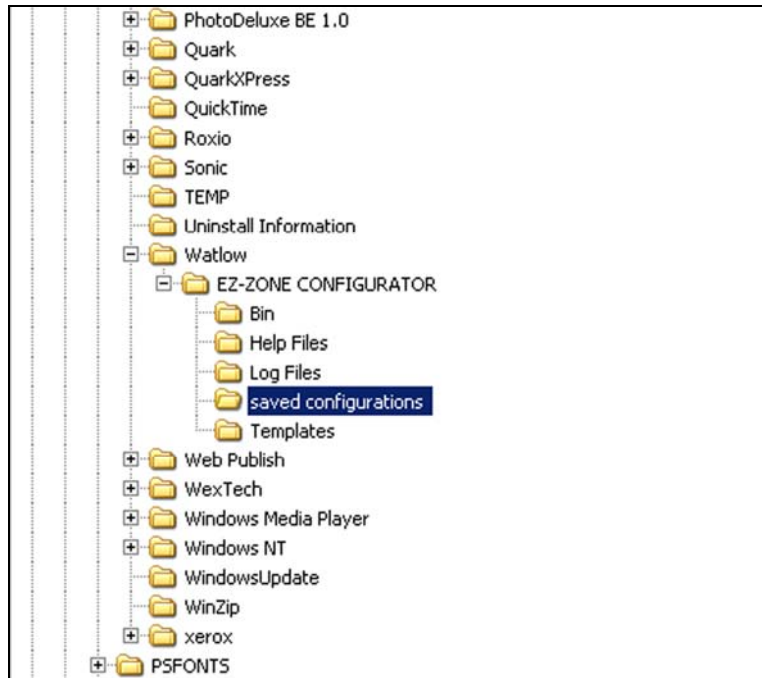 PhotoDeluxe BE 1.0
Quark
QuarkXPress
QuickTime
Roxio
Sonic
TEMP
Uninstall Information
Watlow
EZ-ZONE CONFIGURATOR
Bin
Help Files
Log Files
saved configurations
Templates
Web Publish
WexTech
Windows Media Player
Windows NT
WindowsUpdate
WinZip
xerox
PSFONTS